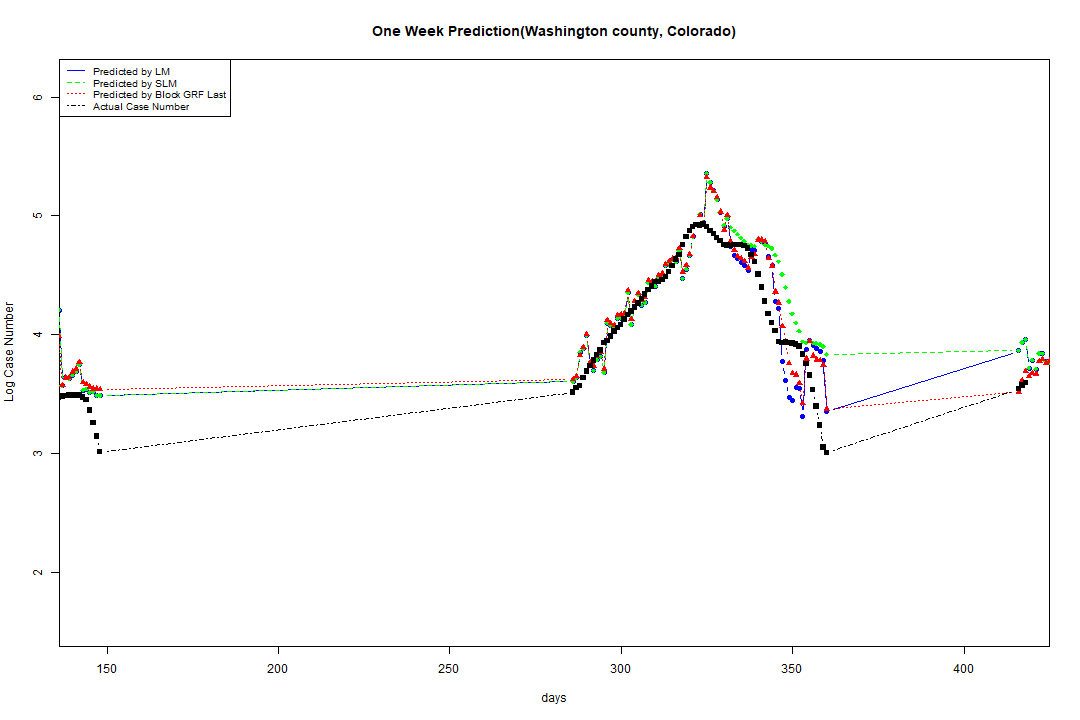 One Week Prediction(Washington county, Colorado)
Predicted by LM
Predicted by SLM
Predicted by Block GRF Last
Actual Case Number
6
5
4
3
2
Log Case Number
150
200
250
300
350
400
days